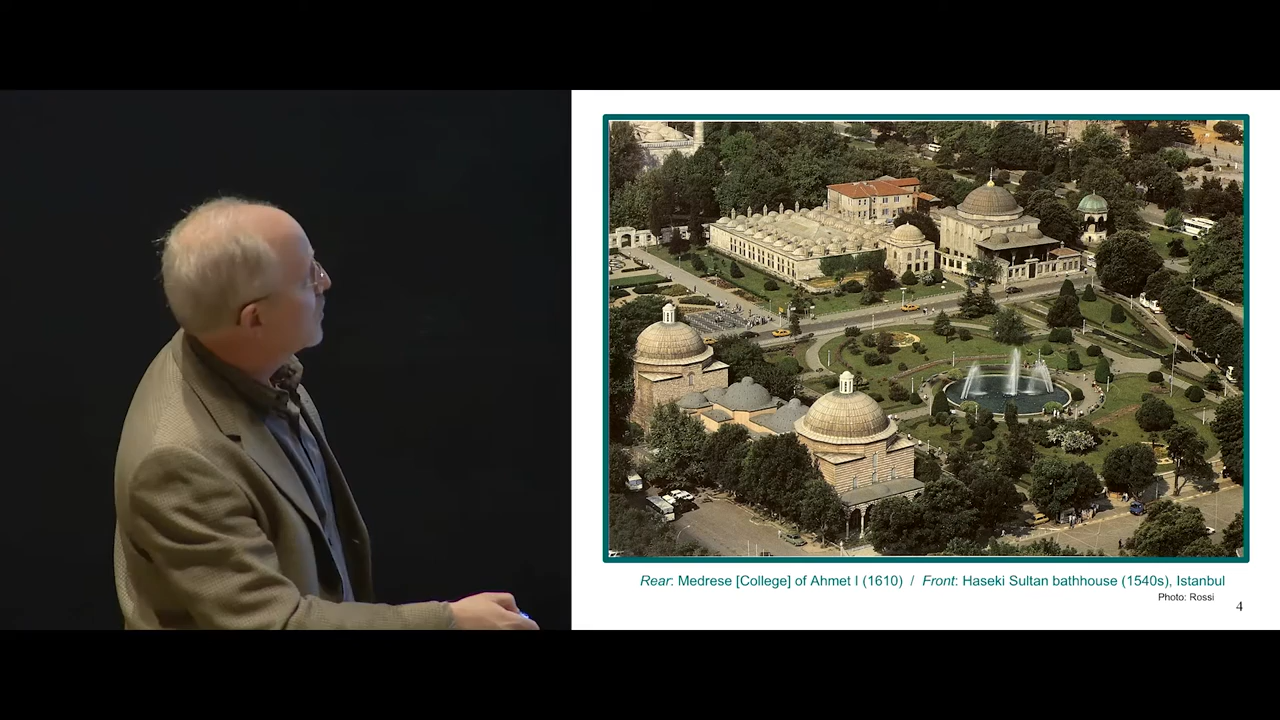 Rear: Medrese [College] of Ahmet I (1610) / Front: Haseki Sultan bathhouse (1540s), Istanbul
Photo: Rossi
4